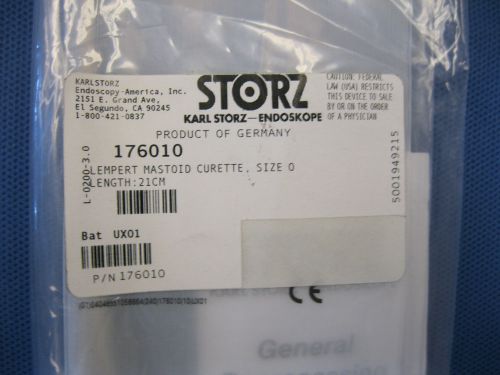 KARLSTORZ
Endoscopy-America, Inc.
2151 E. Grand Ave,
El Segundo, CA 90245
1-800-421-0837
STORZ
KARL STORZ—ENDOSKOPE
CAUTION: FEDERAL
LAW (USA) RESTRICTS
THIS DEVICE TO SALE
BY OR ON THE ORDER
OF A PHYSICIAN
PRODUCT OF GERMANY
L-0200-3.0
176010
LEMPERT MASTOID CURETTE, SIZE 0
LENGTH:21CM
5001949215
Bat UX01
P/N 176010
CE
General